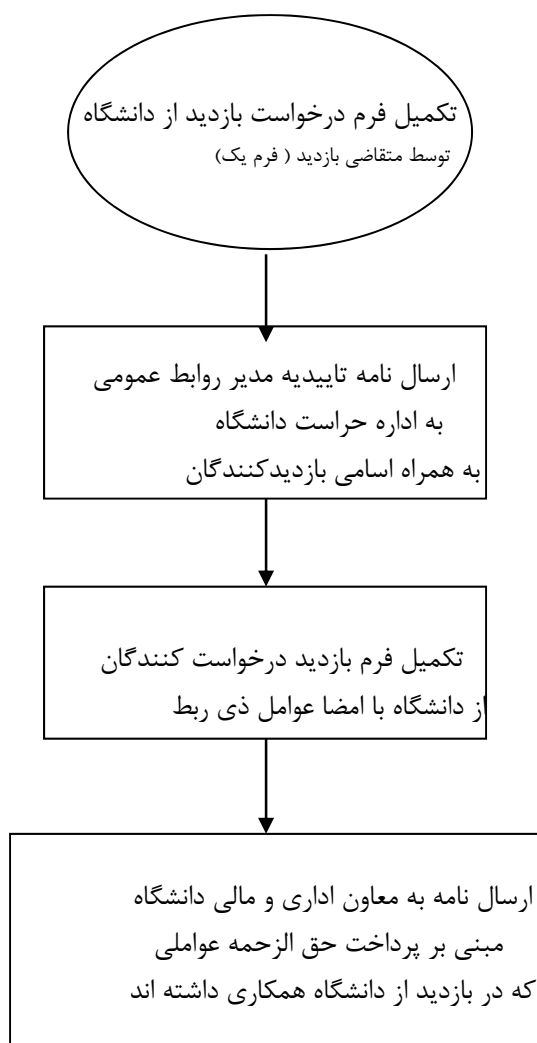 تکمیل فرم درخواست بازدید از دانشگاه
توسط متقاضی بازدید ( فرم یک)
ارسال نامه تاییدیه مدیر روابط عمومی
به اداره حراست دانشگاه
به همراه اسامی بازدیدکنندگان
تکمیل فرم بازدید درخواست کنندگان
از دانشگاه با امضا عوامل ذی ربط
ارسال نامه به معاون اداری و مالی دانشگاه
مبنی بر پرداخت حق الزحمه عواملی
که در بازدید از دانشگاه همکاری داشته اند